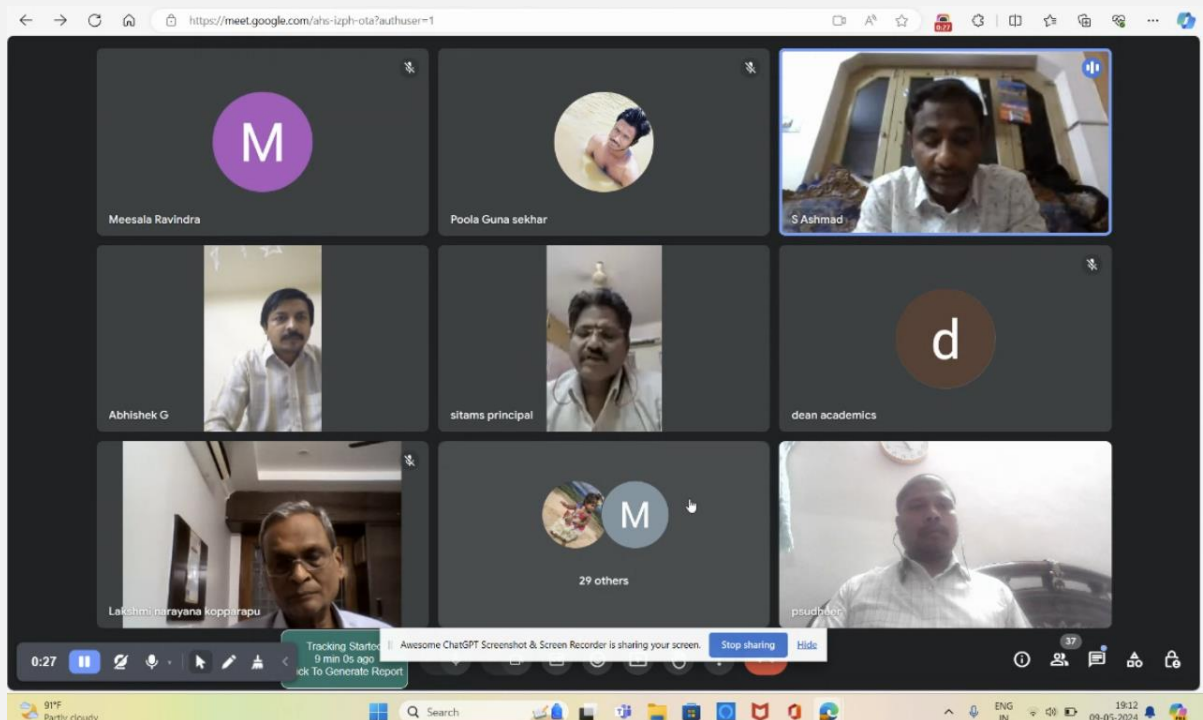 https://meet.google.com/ahs-izph-ota?authuser=1
0:27
M
Meesala Ravindra
Poola Guna sekhar
S Ashmad
Abhishek G
sitams principal
d
dean academics
Lakshmi narayana kopparapu
M
29 others
psudheer
0:27
Tracking Started
9 min 0s ago
ck To Generate Report
Awesome ChatGPT Screenshot & Screen Recorder is sharing your screen.
Stop sharing
Hide
37
91°F
Partly cloudy
Search
ENG
IN
19:12
09-05-2024